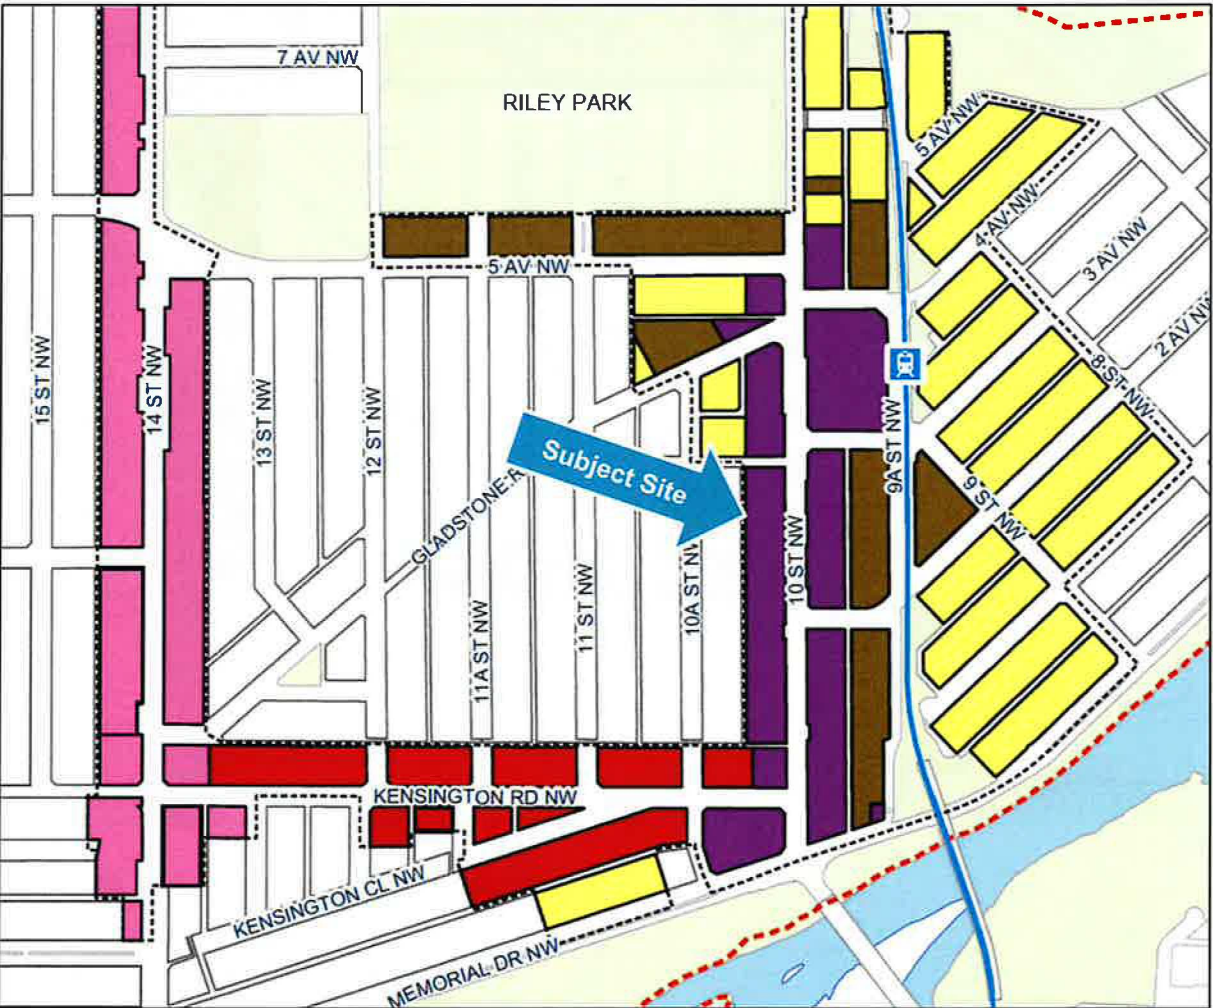 7 AV NW
RILEY PARK
5 AV NW
4 AV NW
3 AV NW
2 AV NW
5 AV NW
8 ST NW
15 ST NW
14 ST NW
13 ST NW
12 ST NW
Subject Site
GLADSTONE R
9A ST NW
9 ST NW
10 ST NW
10A ST NW
11 ST NW
11A ST NW
KENSINGTON RD NW
KENSINGTON CL NW
MEMORIAL DR NW